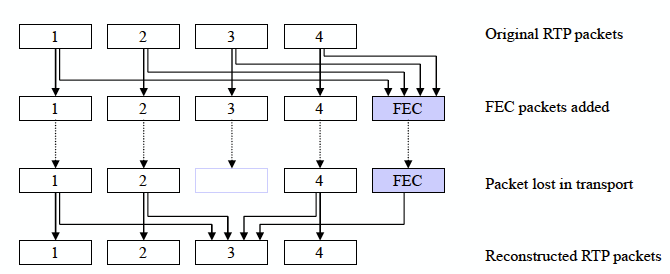 1 2 3 4 Original RTP packets
1 2 3 4 FEC FEC packets added
1 2 4 FEC Packet lost in transport
1 2 3 4 Reconstructed RTP packets